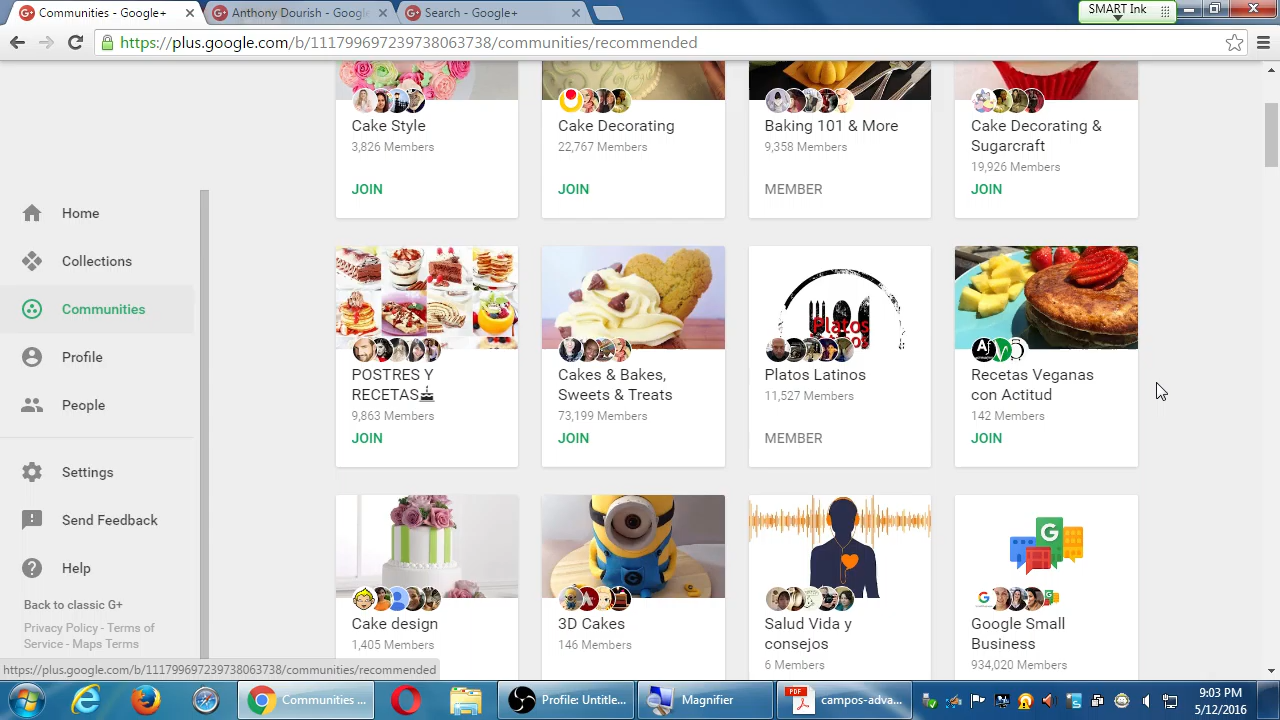 Communities - Google+
Anthony Dourish - Google
Search - Google+
SMART Ink
https://plus.google.com/b/111799697239738063738/communities/recommended
Cake Style
3,826 Members
JOIN
Cake Decorating
22,767 Members
JOIN
Baking 101 & More
9,358 Members
MEMBER
Cake Decorating &
Sugarcraft
19,926 Members
JOIN
Home
Collections
Communities
Profile
People
Settings
Send Feedback
Help
Back to classic G+
Privacy Policy - Terms of
Service - Maps Terms
POSTRES Y
RECETAS
9,863 Members
JOIN
Cakes & Bakes,
Sweets & Treats
73,199 Members
JOIN
Platos
Platos Latinos
11,527 Members
MEMBER
Recetas Veganas
con Actitud
142 Members
JOIN
Cake design
1,405 Members
3D Cakes
146 Members
Salud Vida y
consejos
6 Members
G
Google Small
Business
934,020 Members
https://plus.google.com/b/111799697239738063738/communities/recommended
Communities ...
Profile: Untitle...
Magnifier
PDF
campos-adva...
9:03 PM
5/12/2016